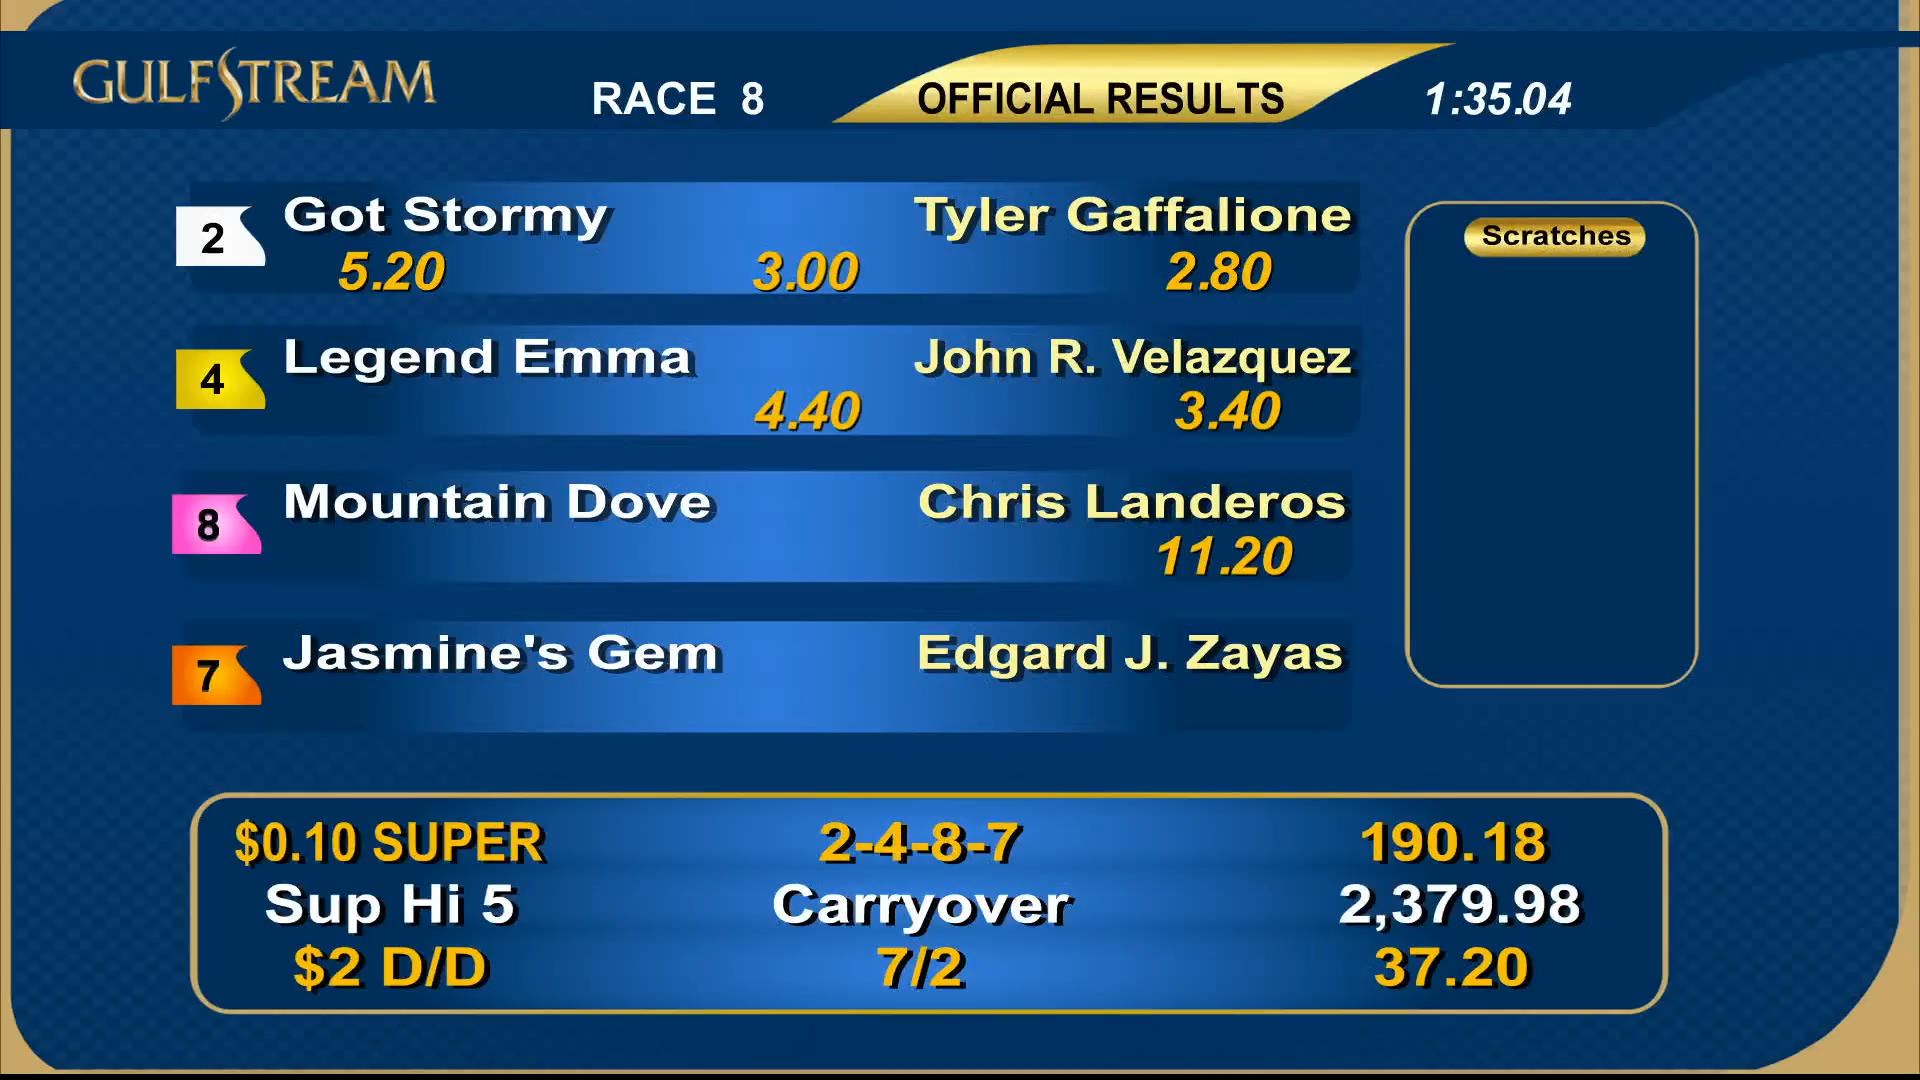 GULFSTREAM RACE 8 OFFICIAL RESULTS 1:35.04
2 Got Stormy Tyler Gaffalione
5.20 3.00 2.80
Scratches
4 Legend Emma John R. Velazquez
4.40 3.40
8 Mountain Dove Chris Landeros
11.20
7 Jasmine's Gem Edgard J. Zayas
$0.10 SUPER 2-4-8-7 190.18
Sup Hi 5 Carryover 2,379.98
$2 D/D 7/2 37.20